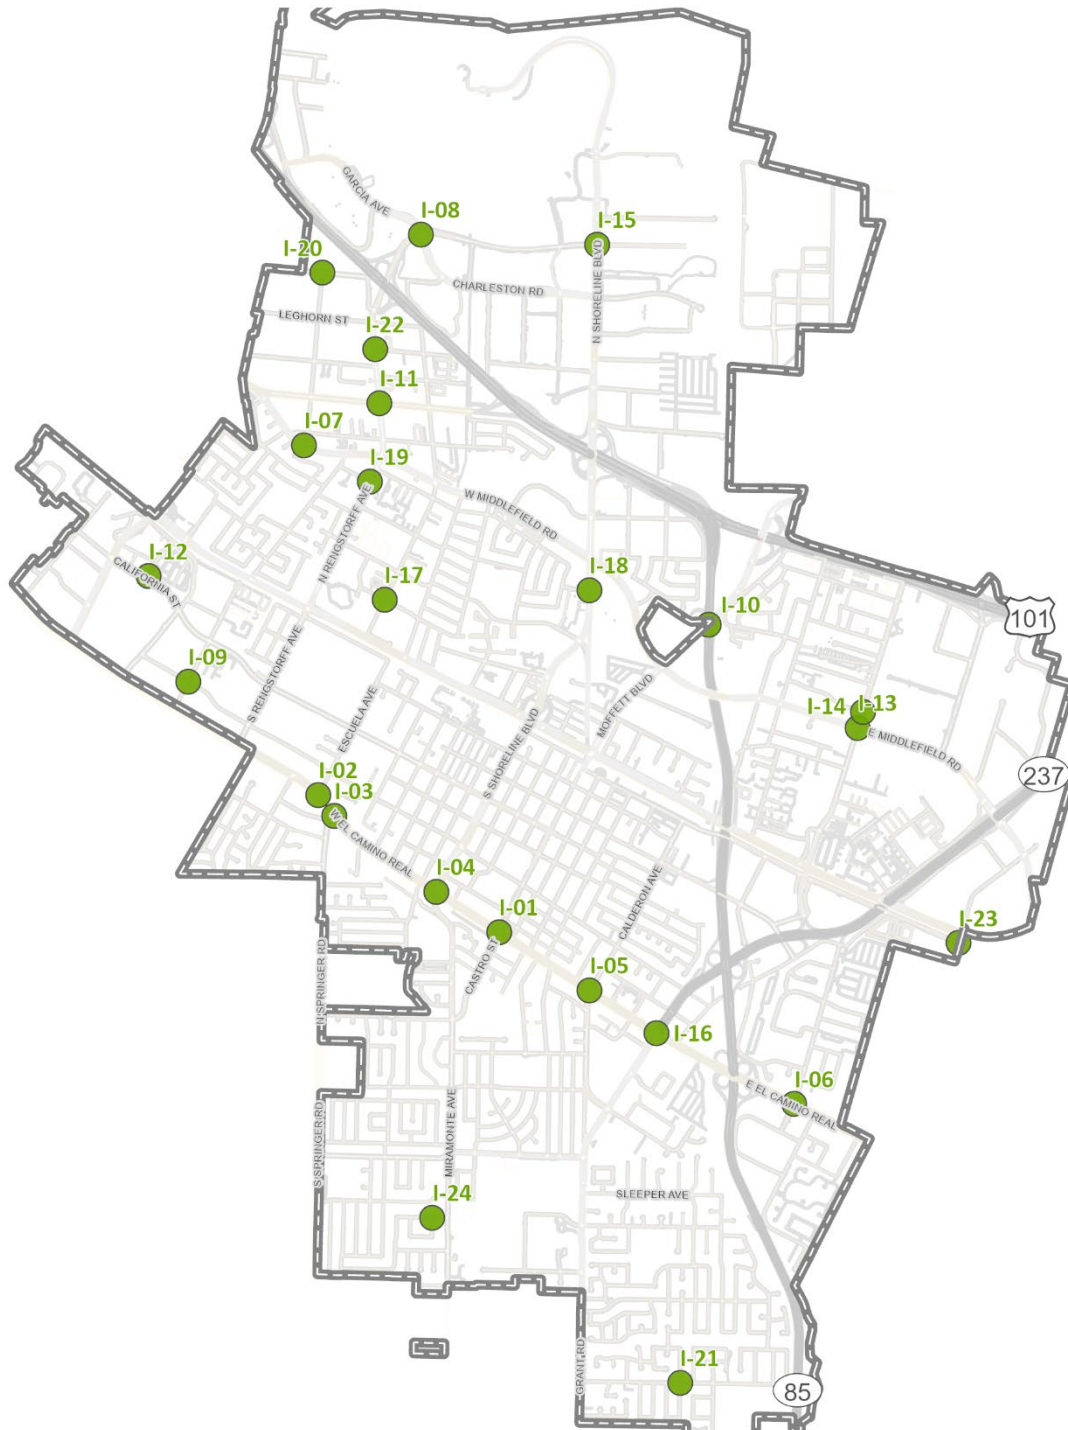 GARCIA AVE
I-08
I-15
I-20
N SHORELINE BLVD
CHARLESTON RD
LEGHORN ST
I-22
I-11
I-07
I-19
W MIDDLEFIELD RD
N RENGSTORFF AVE
I-12
CALIFORNIA ST
I-17
I-18
I-10
101
I-09
S RENGSTORFF AVE
ESCUELA AVE
MOFFETT BLVD
I-14
I-13
E MIDDLEFIELD RD
S SHORELINE BLVD
237
I-02
I-03
W EL CAMINO REAL
I-04
I-01
CALDERON AVE
I-23
CASTRO ST
N SPRINGER RD
I-05
I-16
I-06
E EL CAMINO REAL
S SPRINGER RD
MIRAMONTE AVE
SLEEPER AVE
I-24
GRANT RD
I-21
85